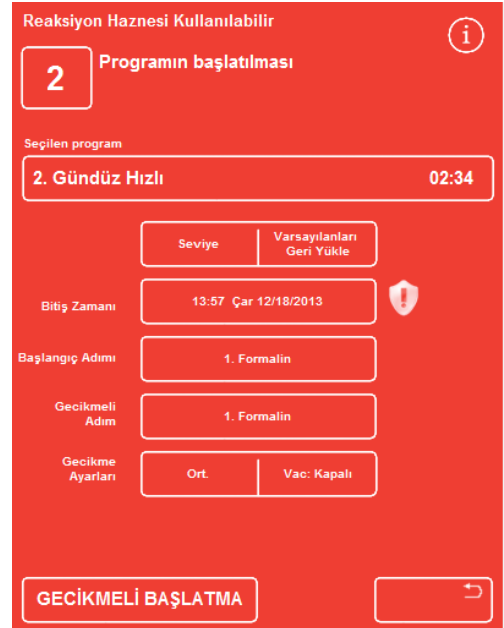 Reaksiyon Haznesi Kullanılabilir
i
2
Programın başlatılması
Seçilen program
2. Gündüz Hızlı 02:34
Seviye
Varsayılanları
Geri Yükle
Bitiş Zamanı
13:57 Çar 12/18/2013
!
Başlangıç Adımı
1. Formalin
Gecikmeli
Adım
1. Formalin
Gecikme
Ayarları
Ort.
Vac: Kapalı
GECİKMELİ BAŞLATMA